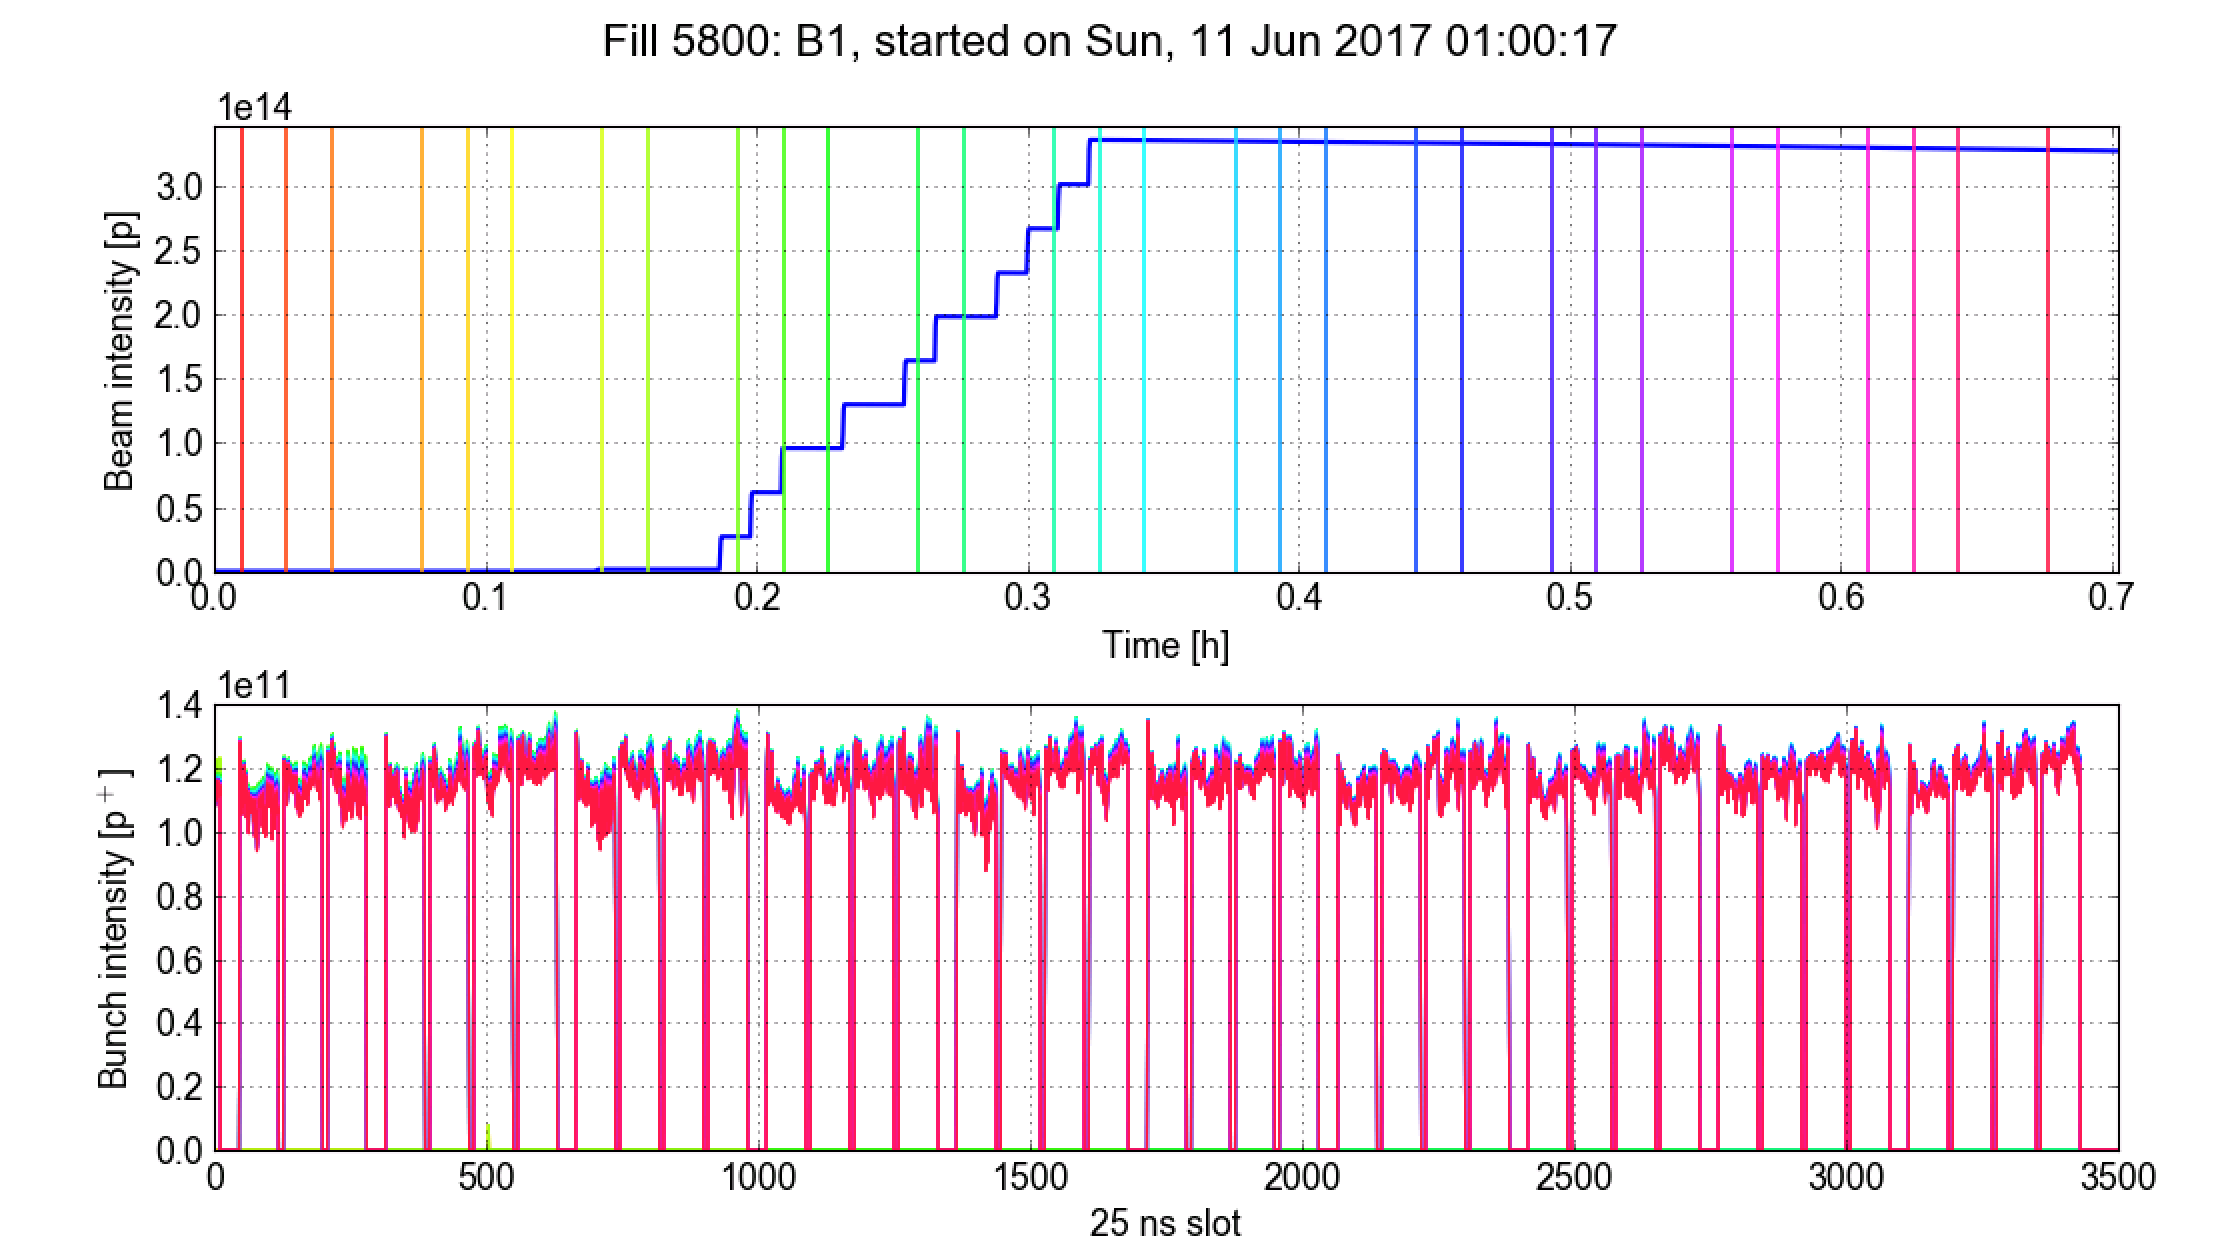 Fill 5800: B1, started on Sun, 11 Jun 2017 01:00:17
1e14
3.0
2.5
2.0
1.5
1.0
0.5
0.0
Beam intensity [p]
0.0 0.1 0.2 0.3 0.4 0.5 0.6 0.7
Time [h]
1e11
1.4
1.2
1.0
0.8
0.6
0.4
0.2
0.0
Bunch intensity [p +]
0 500 1000 1500 2000 2500 3000 3500
25 ns slot